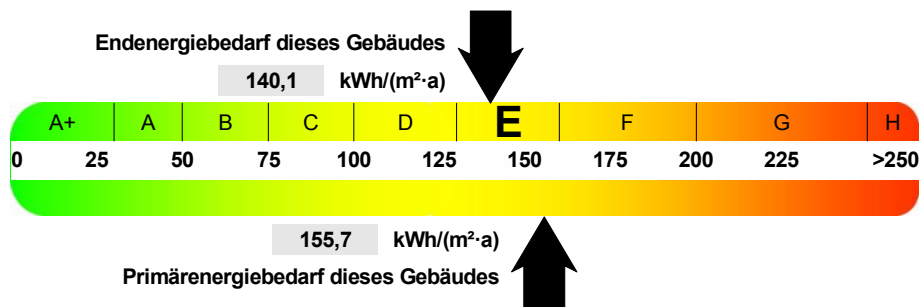 Endenergiebedarf dieses Gebäudes
140,1 kWh/(m²·a)
A+ A B C D E F G H
0 25 50 75 100 125 150 175 200 225 >250
155,7 kWh/(m²·a)
Primärenergiebedarf dieses Gebäudes